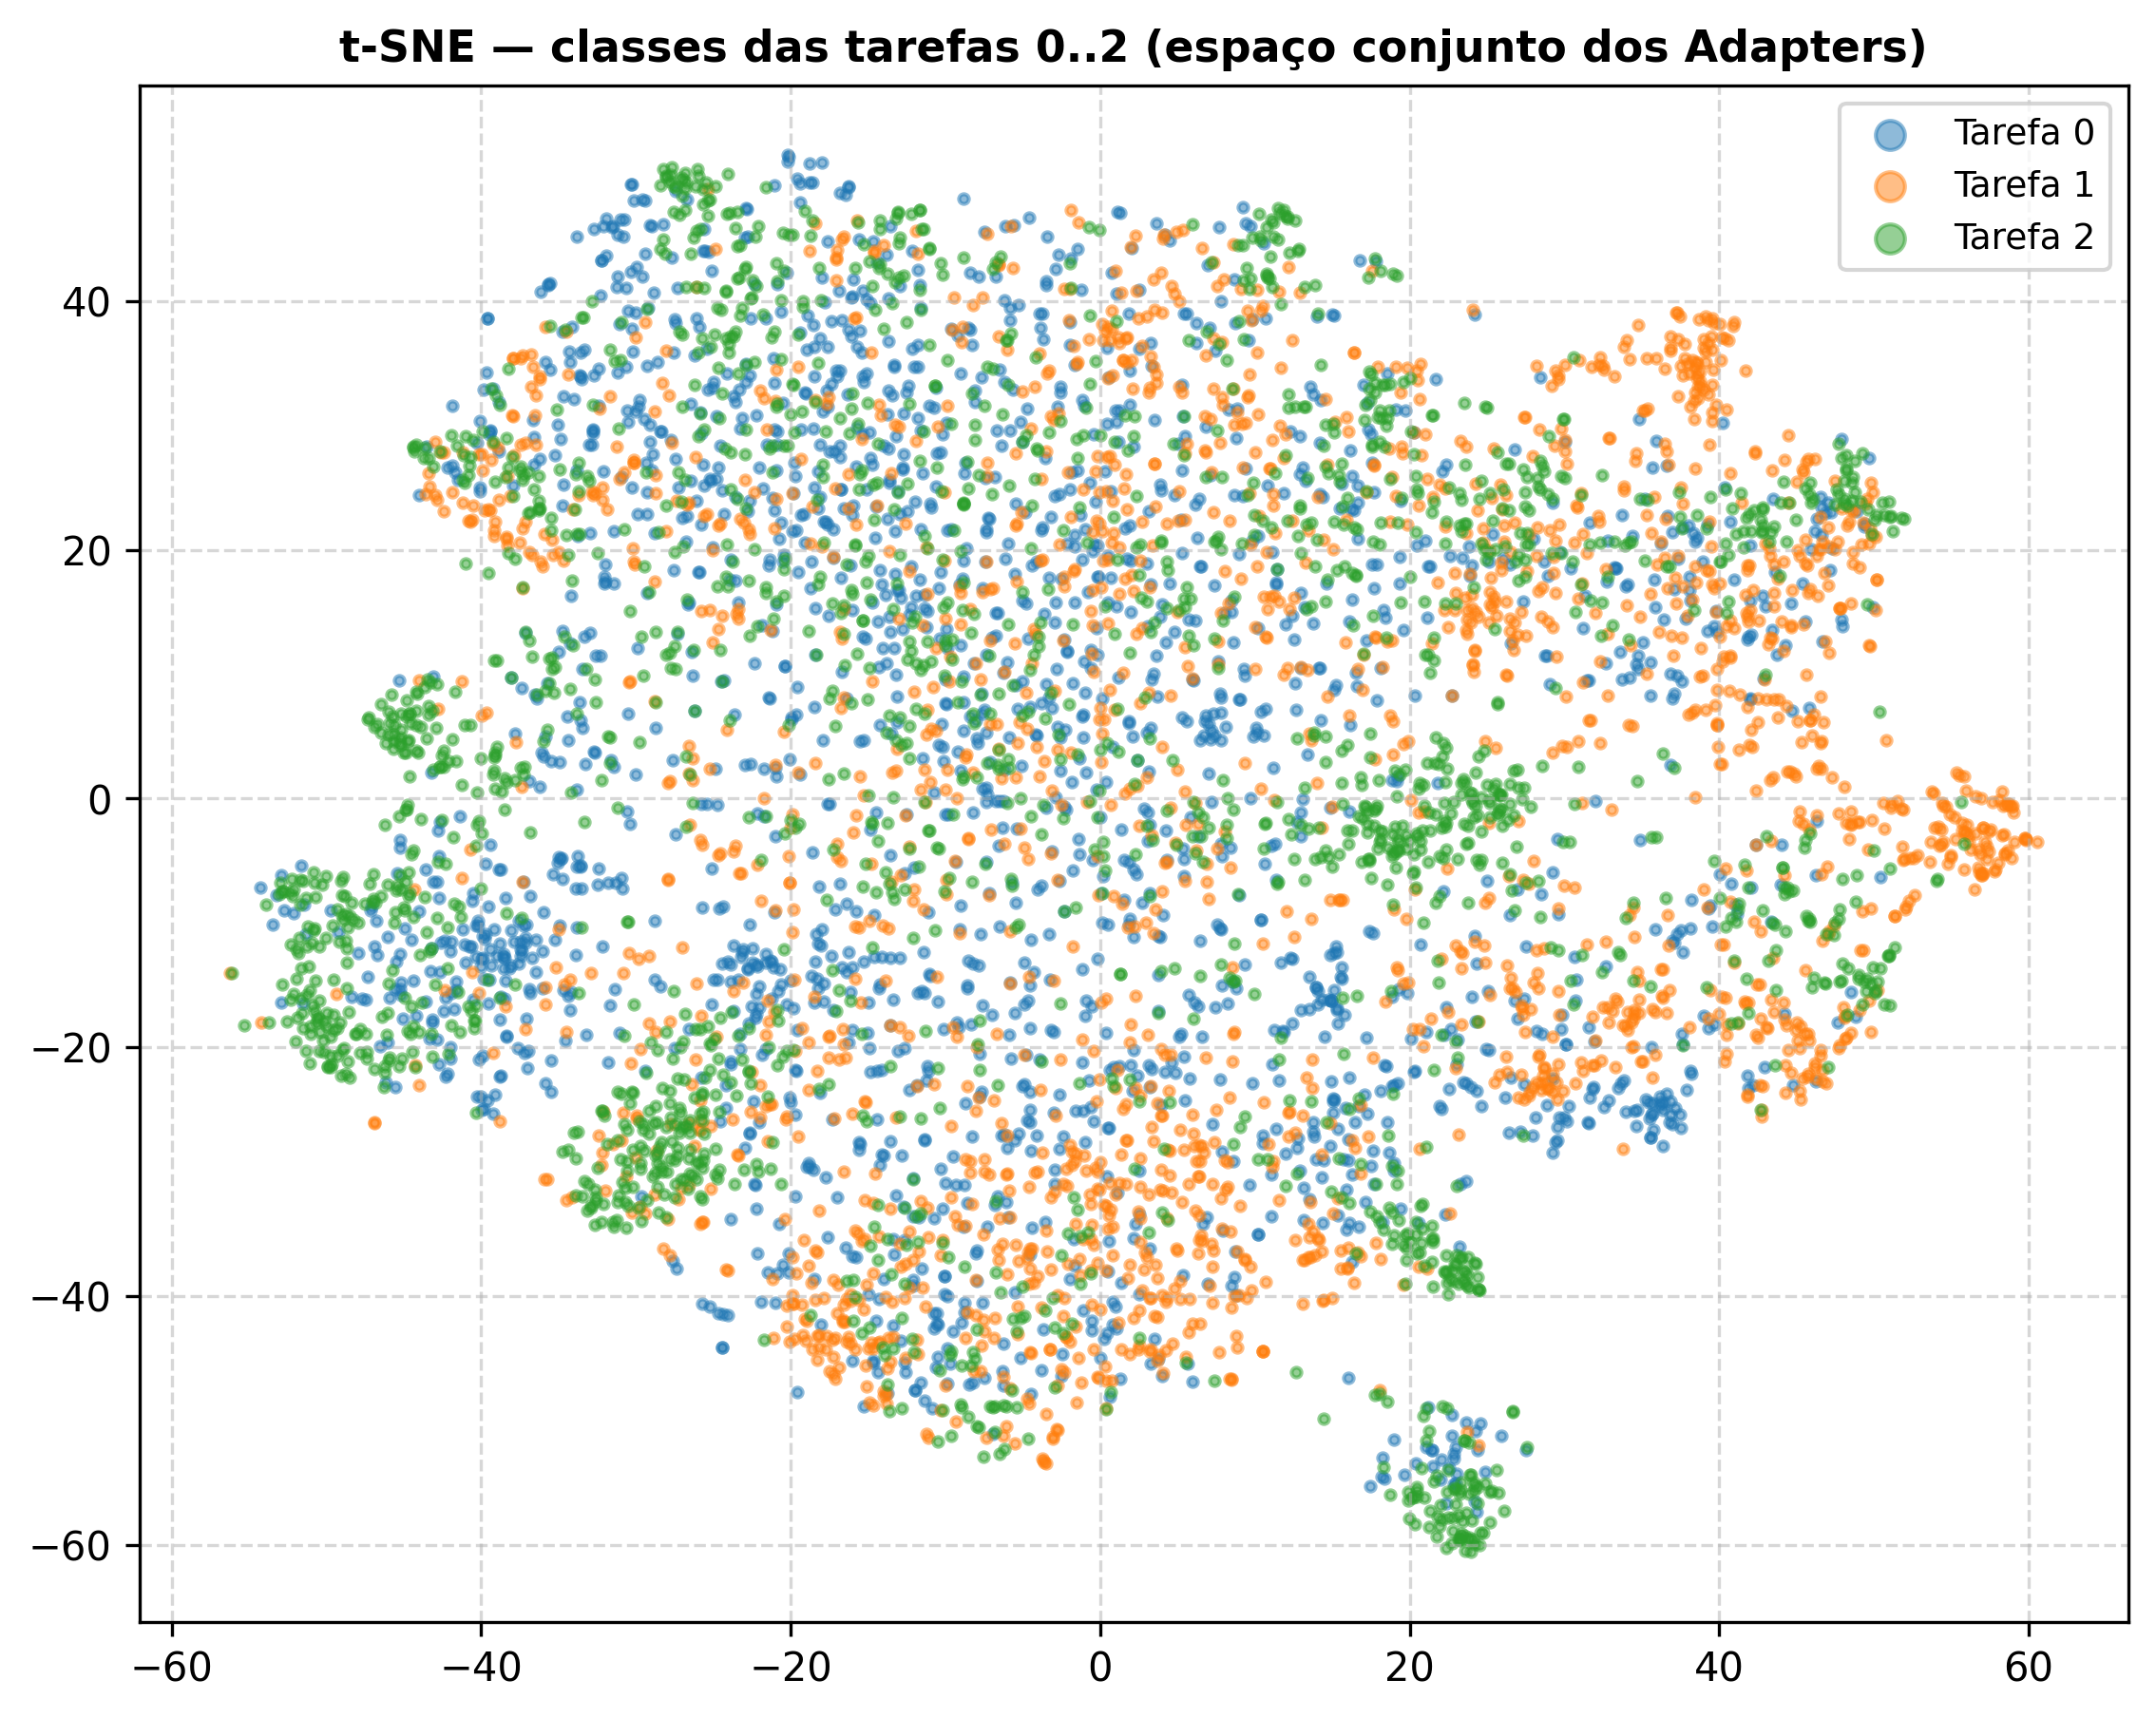 t-SNE — classes das tarefas 0..2 (espaço conjunto dos Adapters)
Tarefa 0
Tarefa 1
Tarefa 2
40
20
0
−20
−40
−60
−60 −40 −20 0 20 40 60